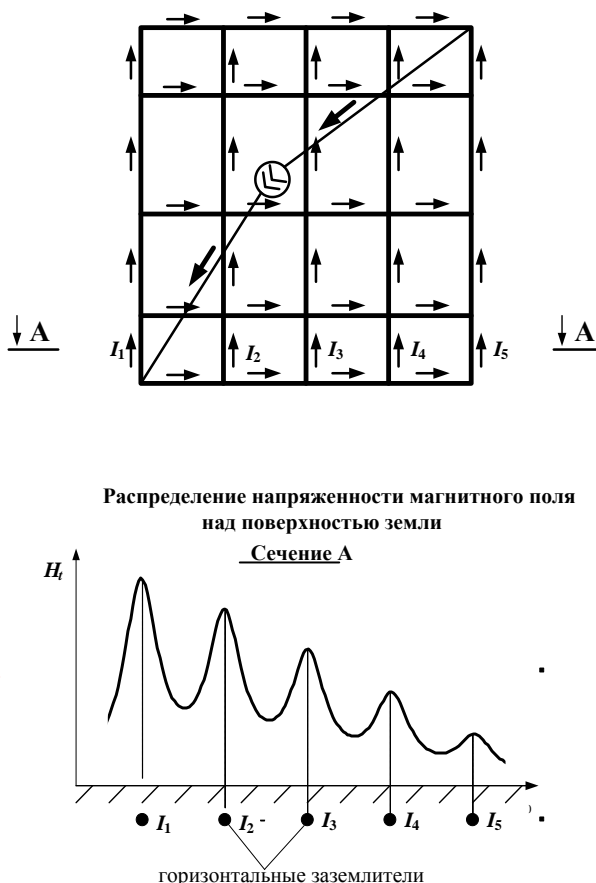 A A
I₁ I₂ I₃ I₄ I₅
Распределение напряженности магнитного поля
над поверхностью земли
Сечение А
Hₜ
I₁ I₂ - I₃ I₄ I₅
горизонтальные заземлители